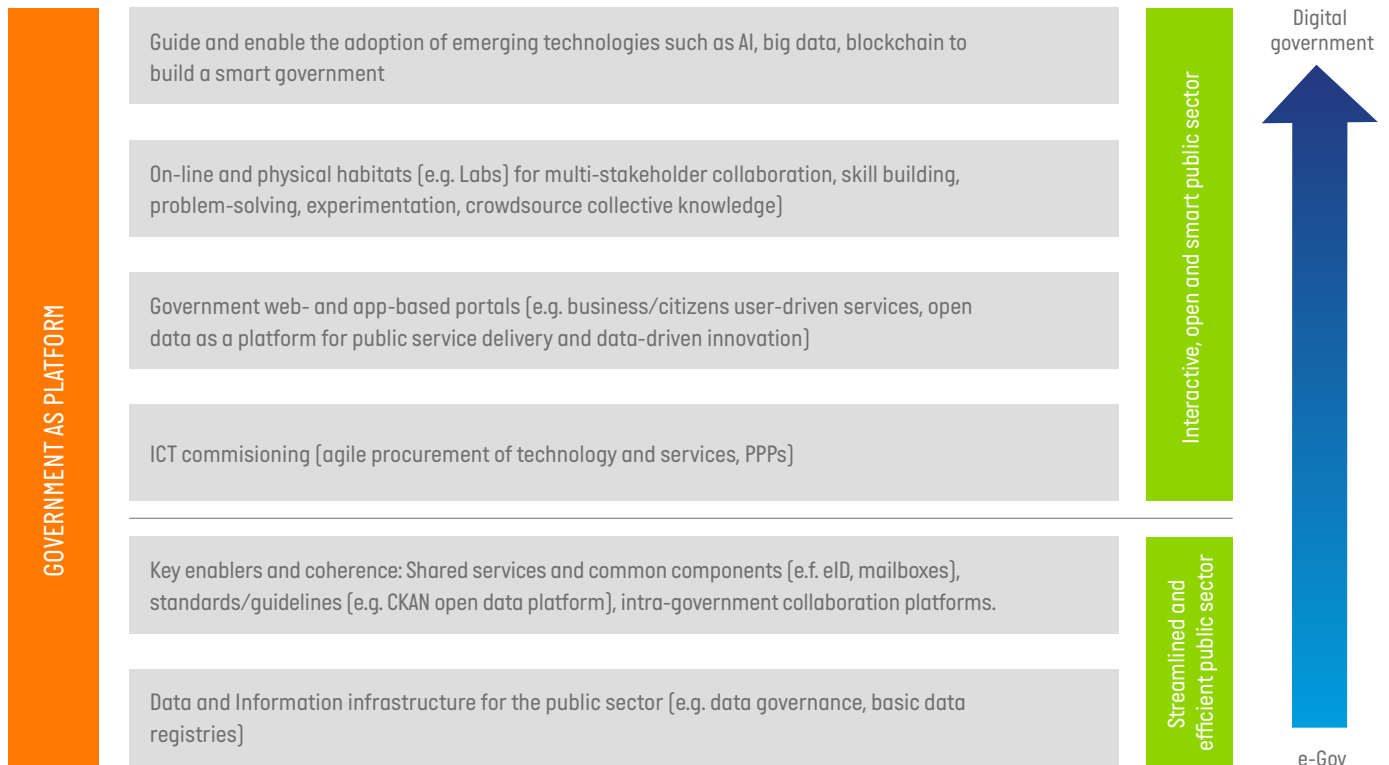 GOVERNMENT AS PLATFORM
Guide and enable the adoption of emerging technologies such as AI, big data, blockchain to
build a smart government
On-line and physical habitats (e.g. Labs) for multi-stakeholder collaboration, skill building,
problem-solving, experimentation, crowdsource collective knowledge)
Government web- and app-based portals (e.g. business/citizens user-driven services, open
data as a platform for public service delivery and data-driven innovation)
ICT commisioning (agile procurement of technology and services, PPPs)
Key enablers and coherence: Shared services and common components (e.f. eID, mailboxes),
standards/guidelines (e.g. CKAN open data platform), intra-government collaboration platforms.
Data and Information infrastructure for the public sector (e.g. data governance, basic data
registries)
Interactive, open and smart public sector
Streamlined and
efficient public sector
Digital
government
e-Gov